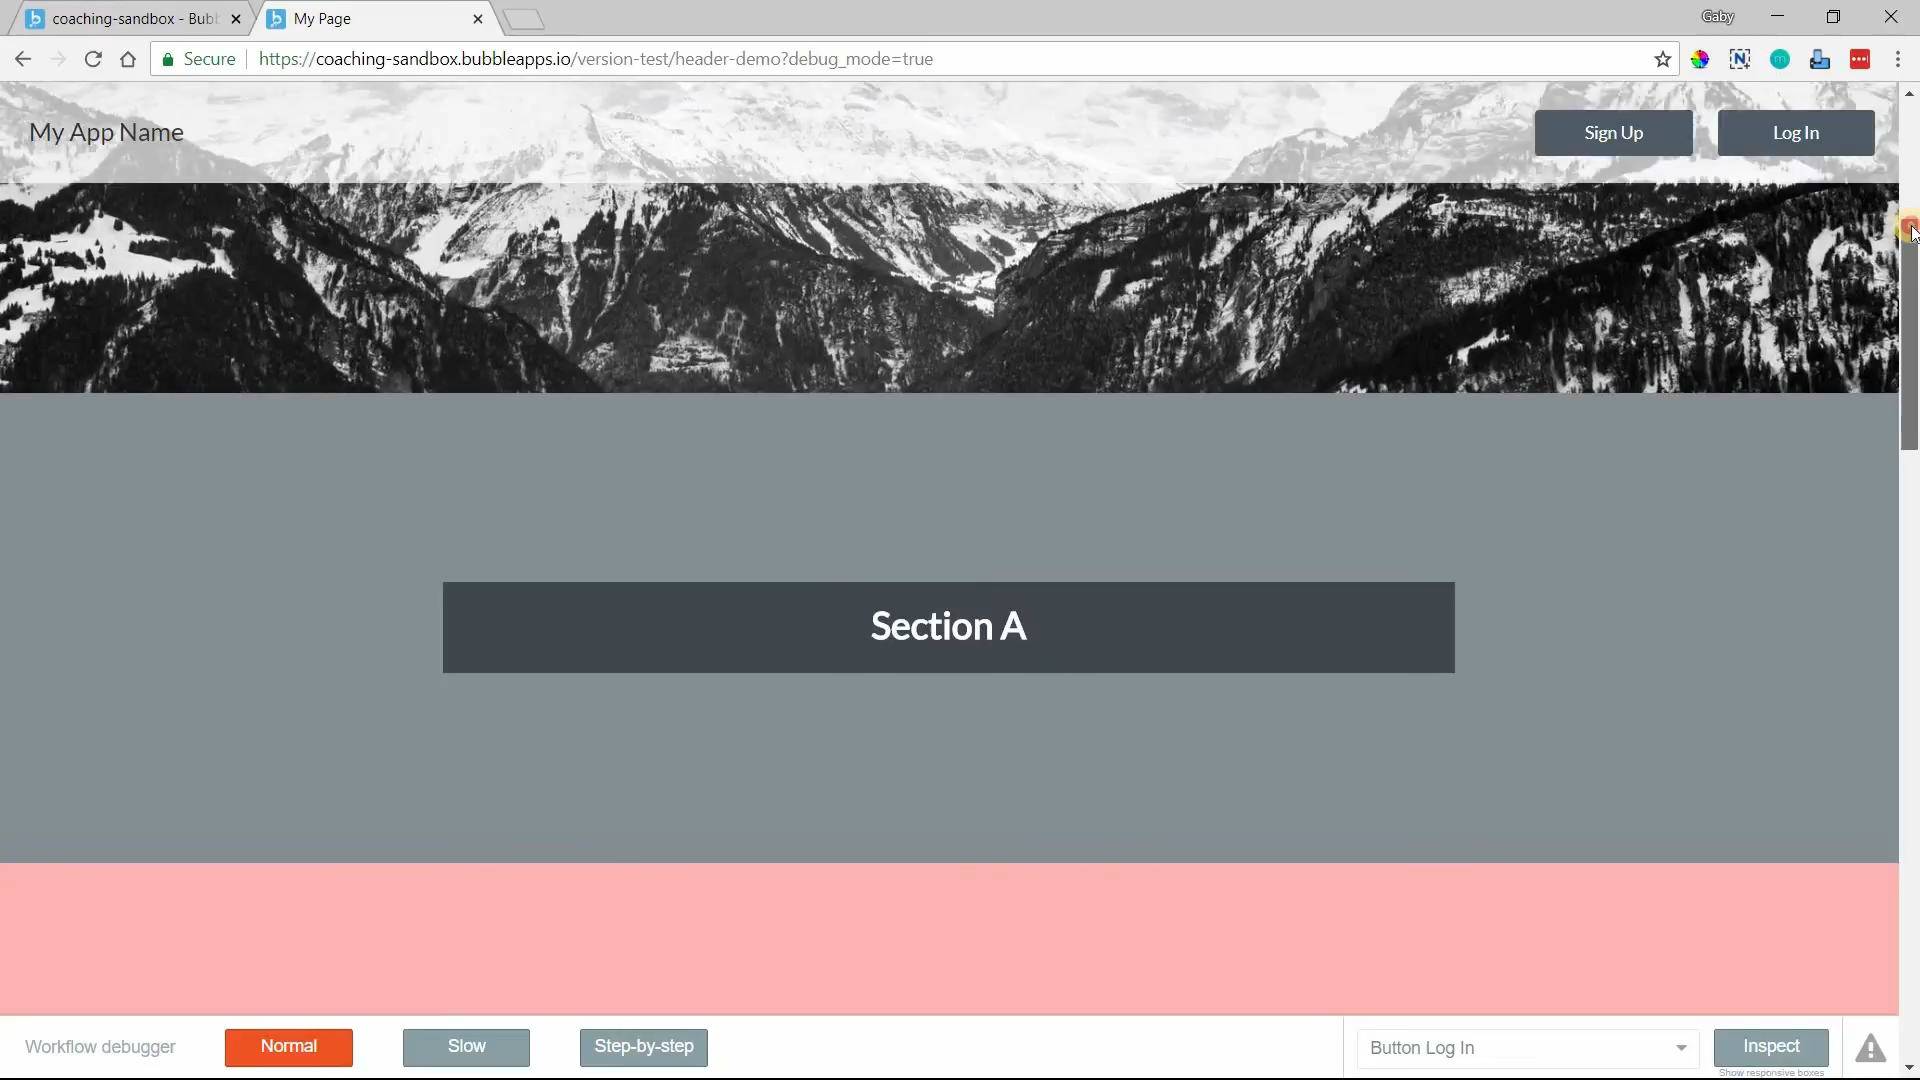 coaching-sandbox - Bubb
My Page
Gaby
Secure
https://coaching-sandbox.bubbleapps.io/version-test/header-demo?debug_mode=true
My App Name
Sign Up
Log In
Section A
Workflow debugger
Normal
Slow
Step-by-step
Button Log In
Inspect
Show responsive boxes